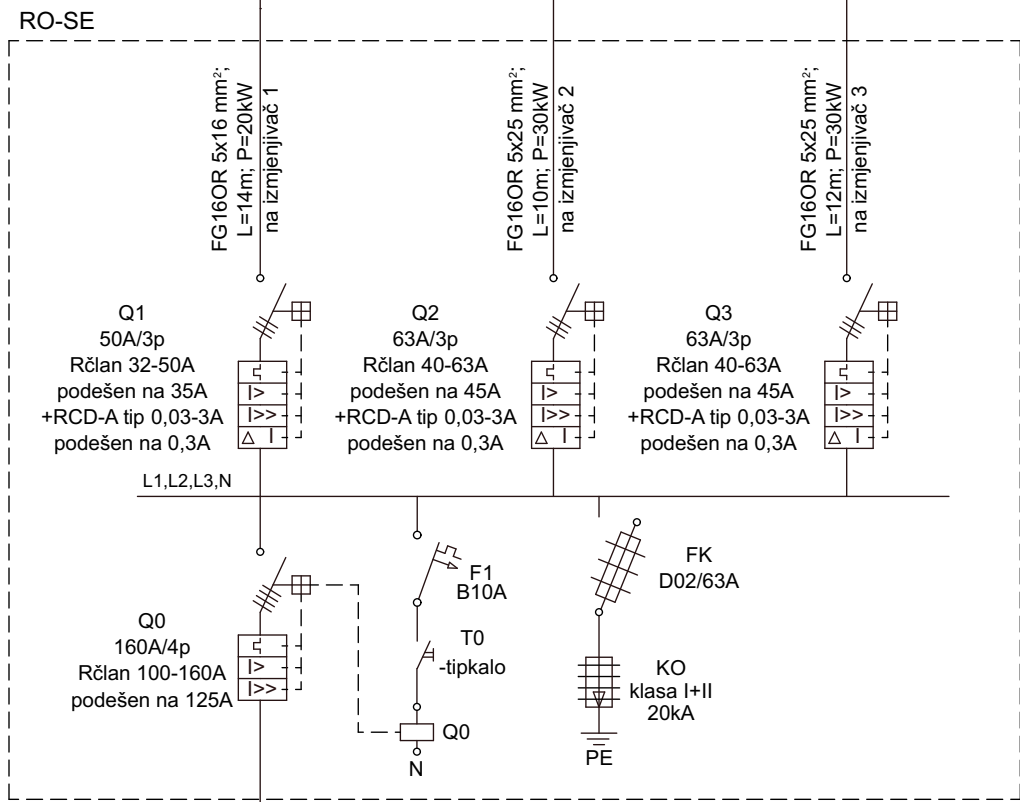 RO-SE
FG16OR 5x16 mm²;
L=14m; P=20kW
na izmjenjivač 1
FG16OR 5x25 mm²;
L=10m; P=30kW
na izmjenjivač 2
FG16OR 5x25 mm²;
L=12m; P=30kW
na izmjenjivač 3
Q1
50A/3p
Rčlan 32-50A
podešen na 35A
+RCD-A tip 0,03-3A
podešen na 0,3A
I>
I>>
Δ I
Q2
63A/3p
Rčlan 40-63A
podešen na 45A
+RCD-A tip 0,03-3A
podešen na 0,3A
I>
I>>
Δ I
Q3
63A/3p
Rčlan 40-63A
podešen na 45A
+RCD-A tip 0,03-3A
podešen na 0,3A
I>
I>>
Δ I
L1,L2,L3,N
Q0
160A/4p
Rčlan 100-160A
podešen na 125A
I>
I>>
F1
B10A
T0
-tipkalo
Q0
N
FK
D02/63A
KO
klasa I+II
20kA
PE